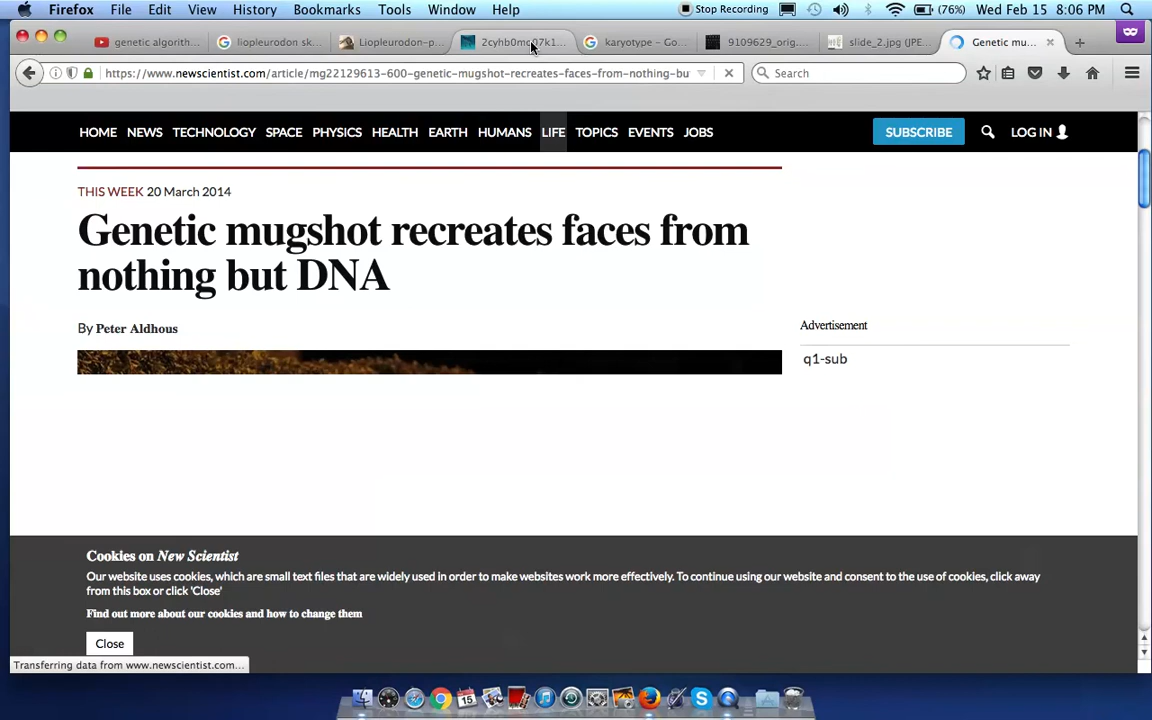 Firefox File Edit View History Bookmarks Tools Window Help Stop Recording (76%) Wed Feb 15 8:06 PM
genetic algorith... liopleurodon sk... Liopleurodon-p... 2cyhb0mc07k1... karyotype – Go... 9109629_orig.... slide_2.jpg (JPE... Genetic mu...
https://www.newscientist.com/article/mg22129613-600-genetic-mugshot-recreates-faces-from-nothing-bu Search
HOME NEWS TECHNOLOGY SPACE PHYSICS HEALTH EARTH HUMANS LIFE TOPICS EVENTS JOBS SUBSCRIBE LOG IN
THIS WEEK 20 March 2014
Genetic mugshot recreates faces from
nothing but DNA
By Peter Aldhous
Advertisement
q1-sub
Cookies on New Scientist
Our website uses cookies, which are small text files that are widely used in order to make websites work more effectively. To continue using our website and consent to the use of cookies, click away
from this box or click 'Close'
Find out more about our cookies and how to change them
Close
Transferring data from www.newscientist.com...
15